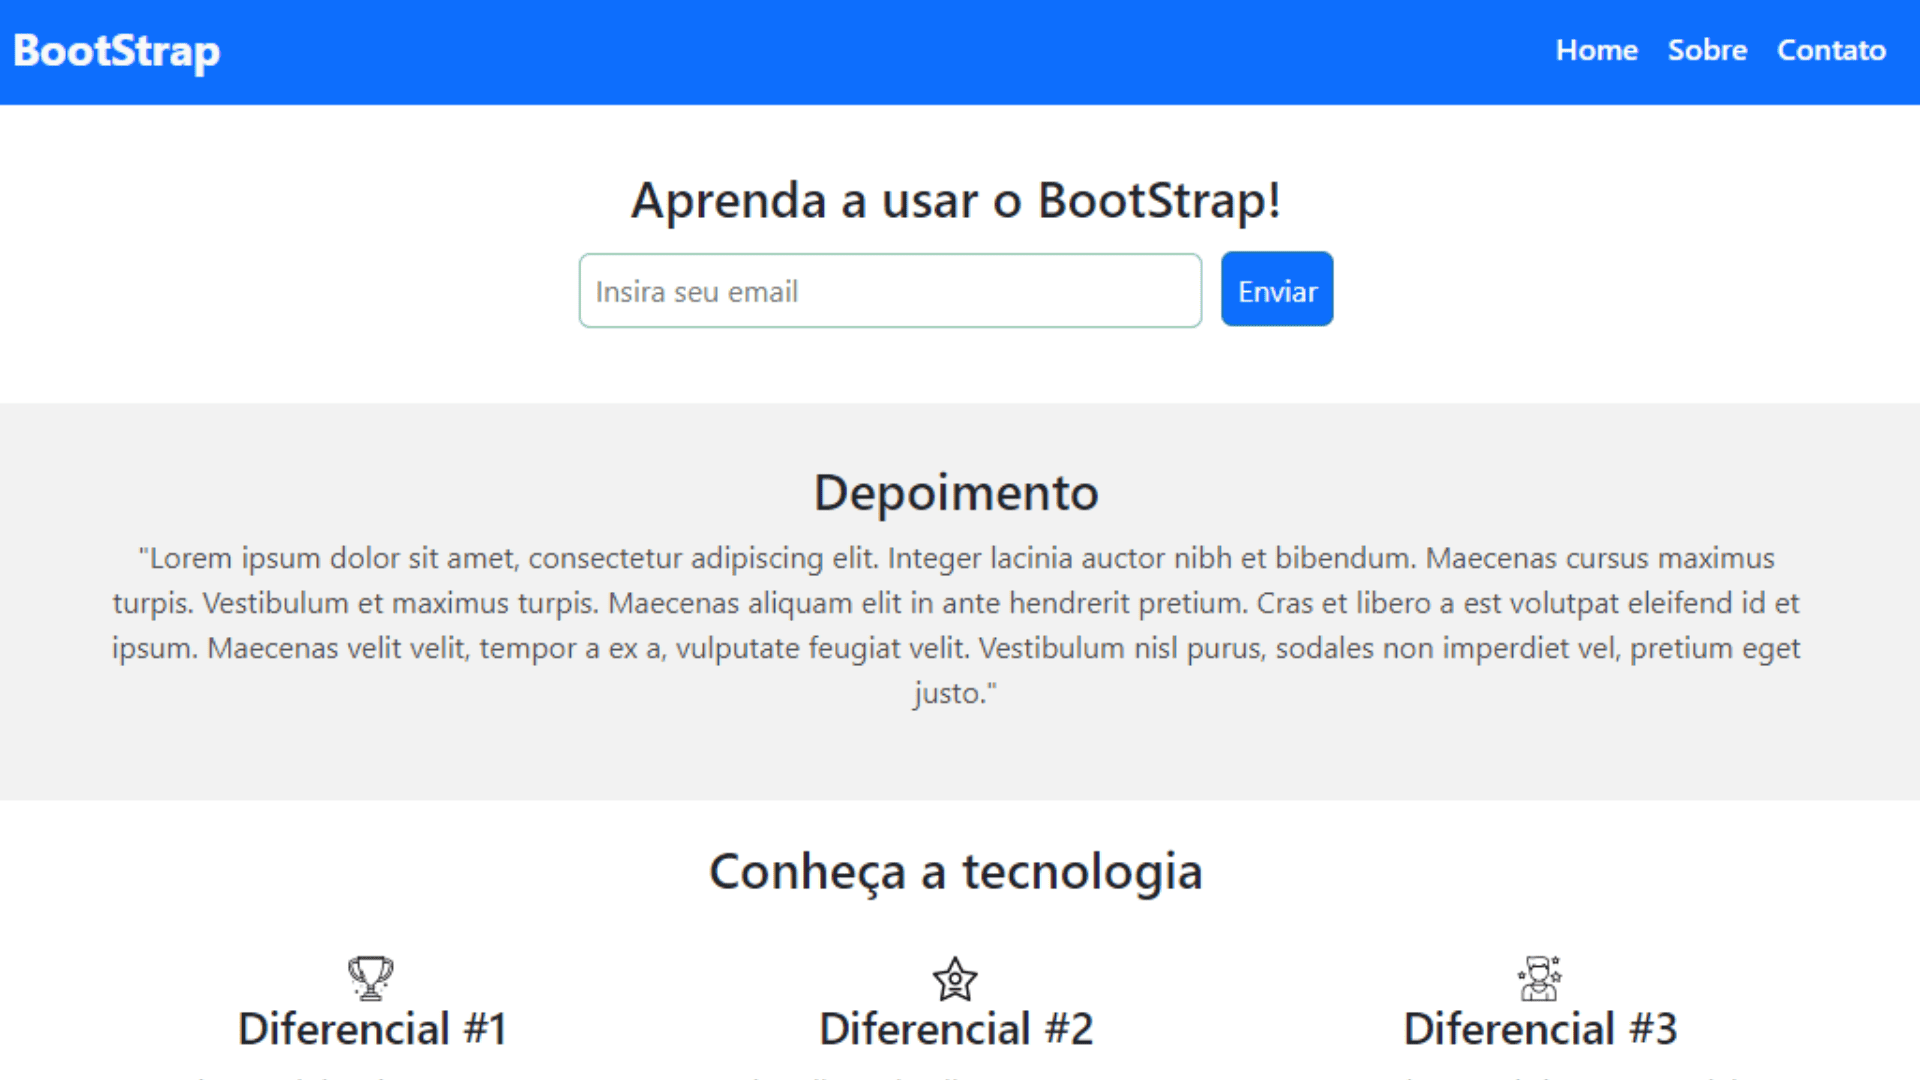 BootStrap
Home Sobre Contato
Aprenda a usar o BootStrap!
Insira seu email
Enviar
Depoimento
"Lorem ipsum dolor sit amet, consectetur adipiscing elit. Integer lacinia auctor nibh et bibendum. Maecenas cursus maximus
turpis. Vestibulum et maximus turpis. Maecenas aliquam elit in ante hendrerit pretium. Cras et libero a est volutpat eleifend id et
ipsum. Maecenas velit velit, tempor a ex a, vulputate feugiat velit. Vestibulum nisl purus, sodales non imperdiet vel, pretium eget
justo."
Conheça a tecnologia
Diferencial #1
Diferencial #2
Diferencial #3